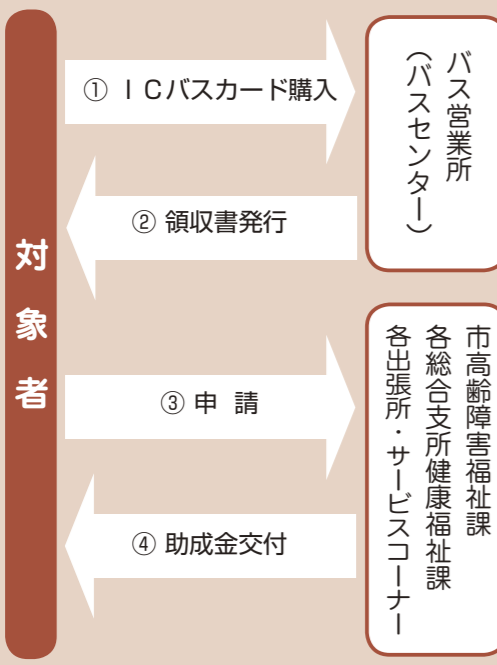 対象者
① ＩＣバスカード購入
② 領収書発行
バス営業所
（バスセンター）
③ 申　請
④ 助成金交付
市高齢障害福祉課
各総合支所健康福祉課
各出張所・サービスコーナー